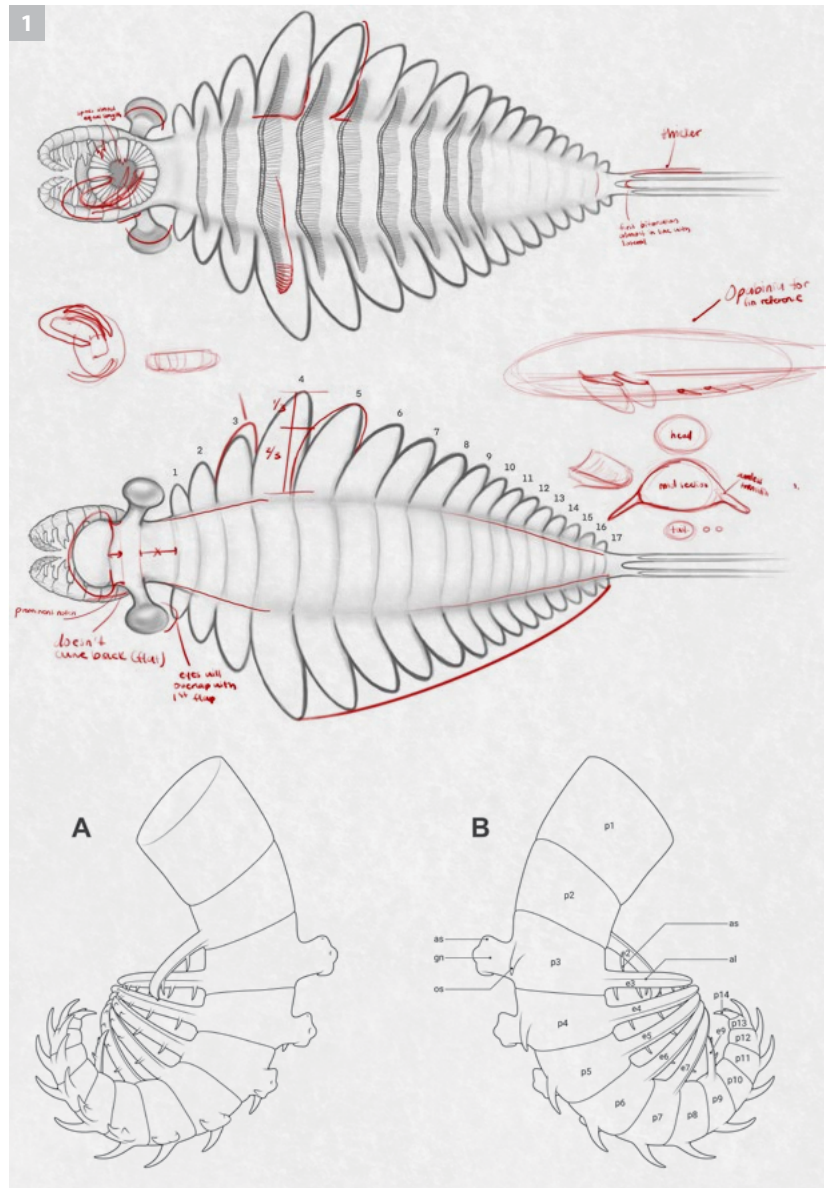 1
thicker
first bifurcation
Opabinia for
fin reference
4
1/3
5
3
6
2/3
7
2
8
1
9
10
11
12
13
14
15
16
17
head
mid section
tail
x
prominent notch
doesn't
curve back (flat)
eyes will
overlap with
1st flap
A
B
p1
p2
as
as
gn
p3
e2
al
os
e3
p14
p4
e4
e9
p13
p12
e5
p11
p5
e6
e7
p10
p9
p6
p7
p8